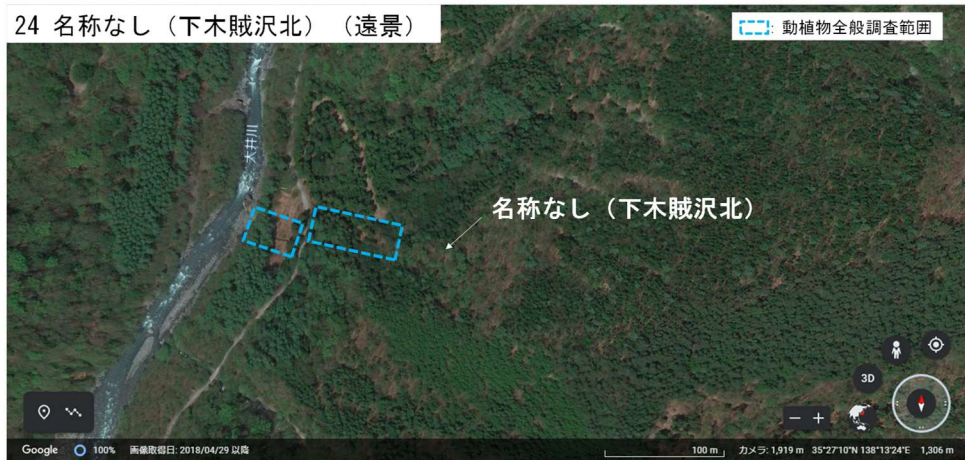 24 名称なし（下木賊沢北）（遠景）
: 動植物全般調査範囲
大井川
名称なし（下木賊沢北）
3D
Google 100% 画像取得日: 2018/04/29 以降 100 m カメラ: 1,919 m 35°27'10"N 138°13'24"E 1,306 m